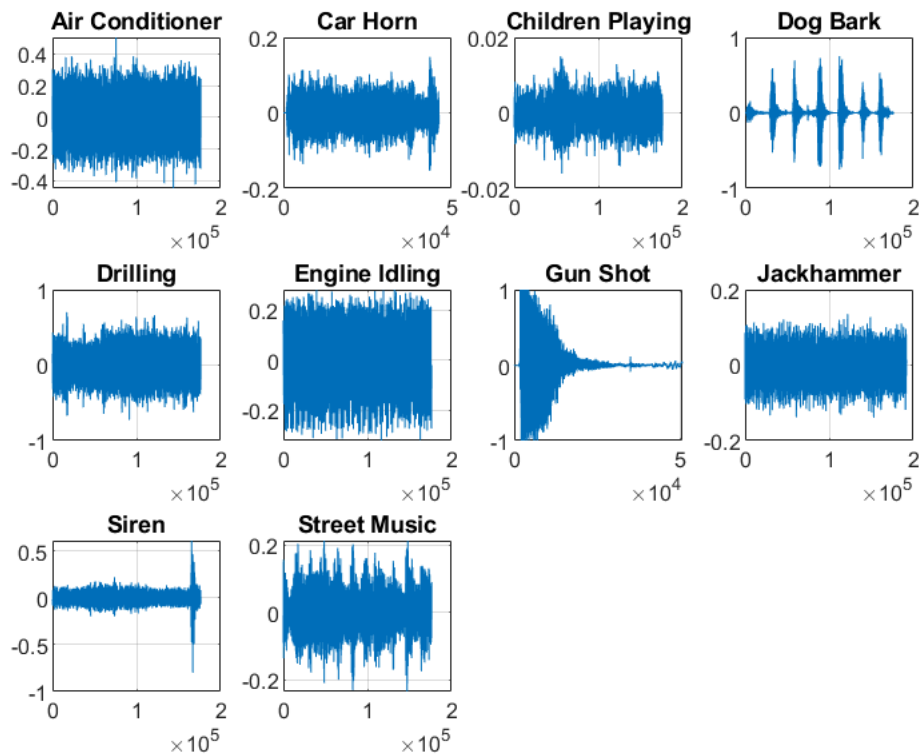 Air Conditioner Car Horn Children Playing Dog Bark
0.4 0.2 0 -0.2 -0.4 0.2 0 -0.2 0.02 0 -0.02 1 0 -1
0 1 2 0 5 0 1 2 0 1 2
×10^5 ×10^4 ×10^5 ×10^5
Drilling Engine Idling Gun Shot Jackhammer
1 0 -1 0.2 0 -0.2 1 0 -1 0.2 0 -0.2
0 1 2 0 1 2 0 5 0 1 2
×10^5 ×10^5 ×10^4 ×10^5
Siren Street Music
0.5 0 -0.5 -1 0.2 0 -0.2
0 1 2 0 1 2
×10^5 ×10^5